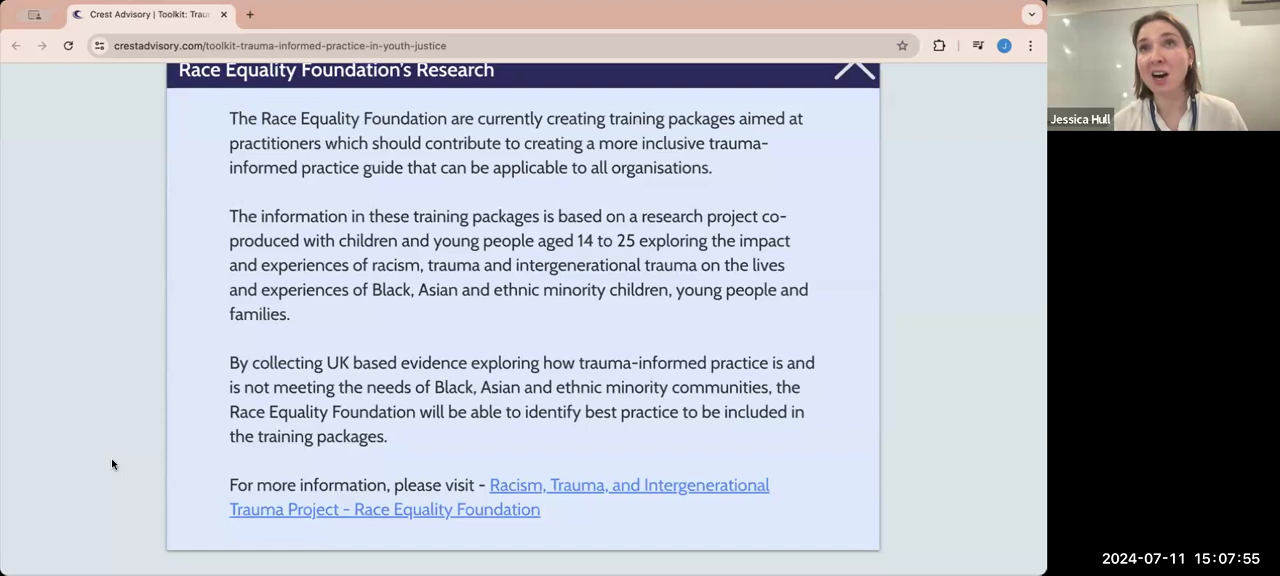 Crest Advisory | Toolkit: Trau
crestadvisory.com/toolkit-trauma-informed-practice-in-youth-justice
J
Jessica Hull
Race Equality Foundation's Research
The Race Equality Foundation are currently creating training packages aimed at
practitioners which should contribute to creating a more inclusive trauma-
informed practice guide that can be applicable to all organisations.
The information in these training packages is based on a research project co-
produced with children and young people aged 14 to 25 exploring the impact
and experiences of racism, trauma and intergenerational trauma on the lives
and experiences of Black, Asian and ethnic minority children, young people and
families.
By collecting UK based evidence exploring how trauma-informed practice is and
is not meeting the needs of Black, Asian and ethnic minority communities, the
Race Equality Foundation will be able to identify best practice to be included in
the training packages.
For more information, please visit - Racism, Trauma, and Intergenerational
Trauma Project - Race Equality Foundation
2024-07-11 15:07:55